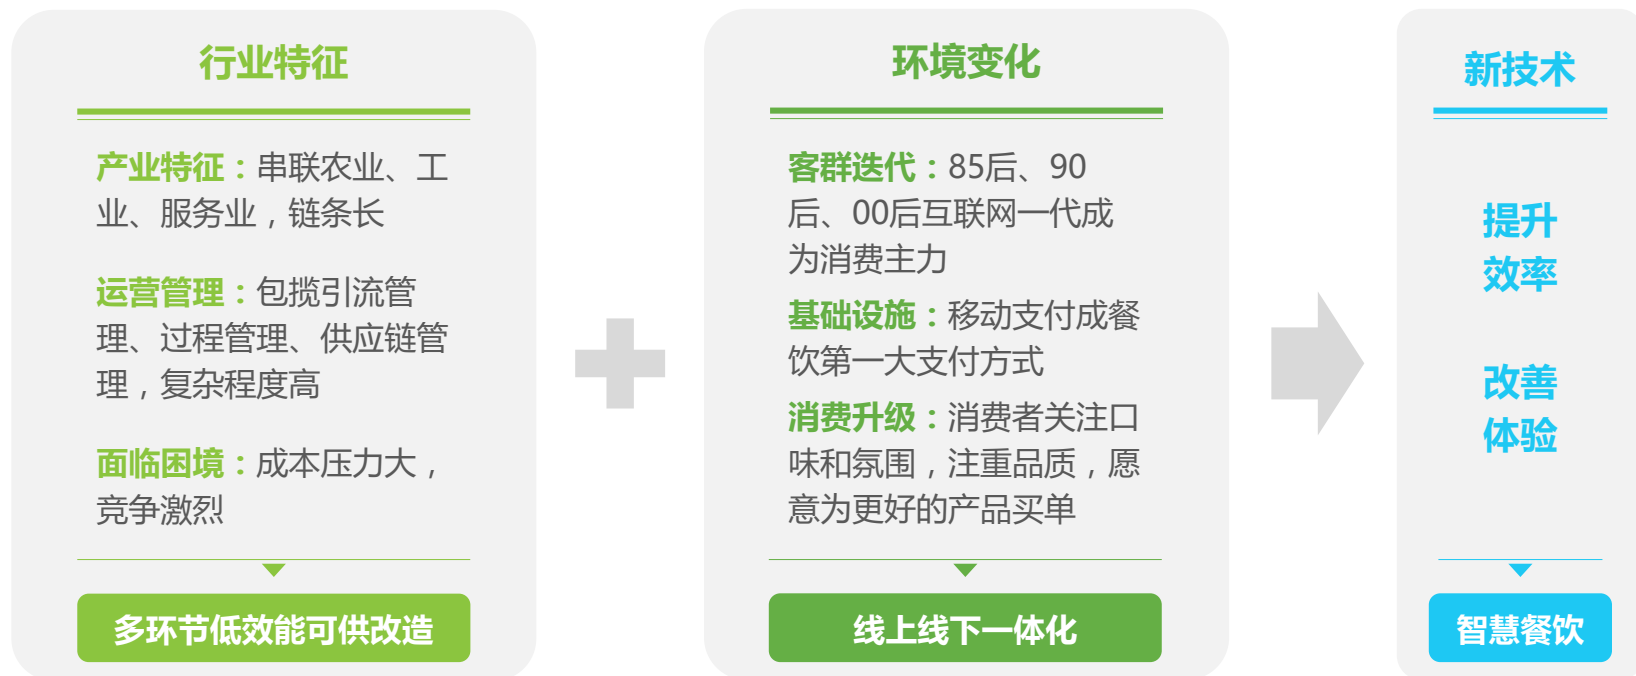 行业特征
产业特征：串联农业、工
业、服务业，链条长
运营管理：包揽引流管
理、过程管理、供应链管
理，复杂程度高
面临困境：成本压力大，
竞争激烈
多环节低效能可供改造
环境变化
客群迭代：85后、90
后、00后互联网一代成
为消费主力
基础设施：移动支付成餐
饮第一大支付方式
消费升级：消费者关注口
味和氛围，注重品质，愿
意为更好的产品买单
线上线下一体化
新技术
提升
效率
改善
体验
智慧餐饮